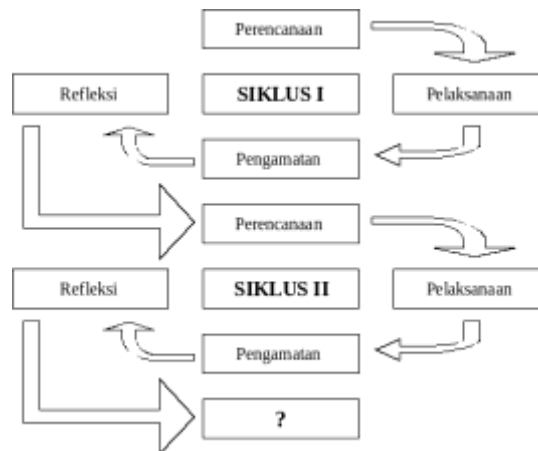 Perencanaan
Refleksi
SIKLUS I
Pelaksanaan
Pengamatan
Perencanaan
Refleksi
SIKLUS II
Pelaksanaan
Pengamatan
?